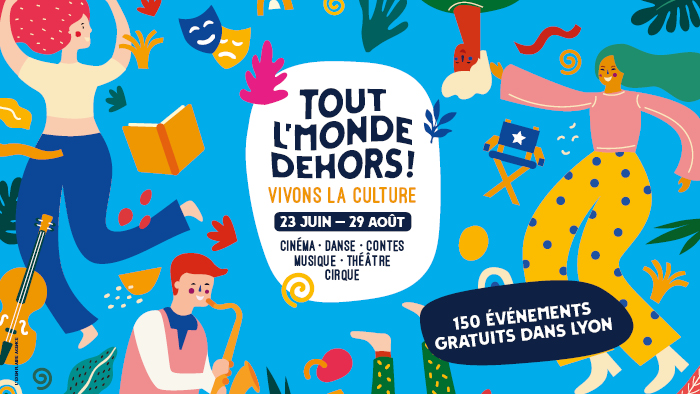 TOUT
L'MONDE
DEHORS!
VIVONS LA CULTURE
23 JUIN – 29 AOÛT
CINÉMA · DANSE · CONTES
MUSIQUE · THÉÂTRE
CIRQUE
150 ÉVÉNEMENTS
GRATUITS DANS LYON